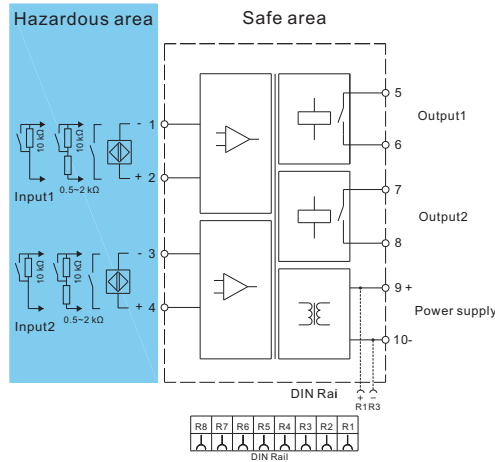 Hazardous area
Safe area
10 kΩ
10 kΩ
0.5~2 kΩ
Input1
- 1
+ 2
5
Output1
6
7
Output2
8
10 kΩ
10 kΩ
0.5~2 kΩ
Input2
- 3
+ 4
9 +
Power supply
10-
DIN Rai
+ −
R1 R3
R8 R7 R6 R5 R4 R3 R2 R1
DIN Rail